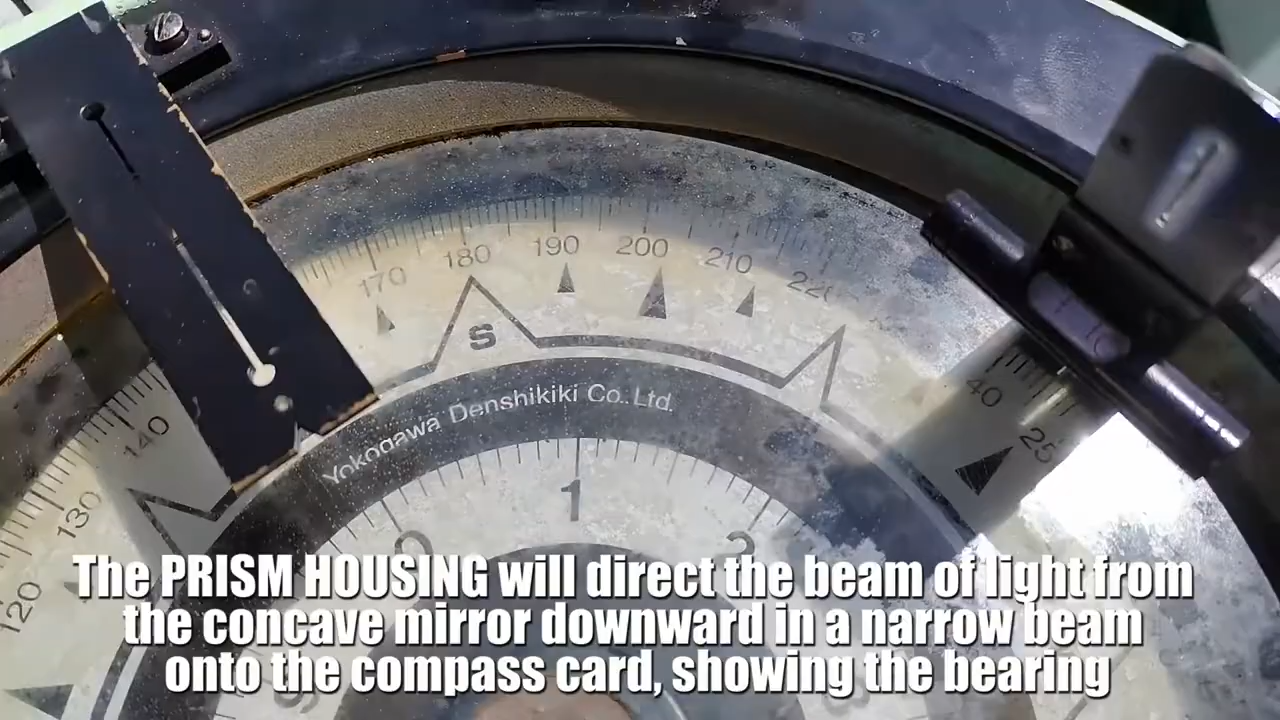 180 190 200 210
170
S
140
40
25
Yokogawa Denshikiki Co. Ltd.
130
1
2
120
The PRISM HOUSING will direct the beam of light from
the concave mirror downward in a narrow beam
onto the compass card, showing the bearing